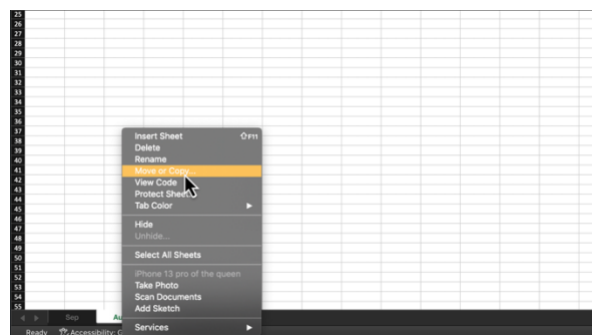 25
26
27
28
29
30
31
32
33
34
35
36
37
38
39
40
41
42
43
44
45
46
47
48
49
50
51
52
53
54
55
Insert Sheet ⇧F11
Delete
Rename
Move or Copy...
View Code
Protect Sheet...
Tab Color ▶
Hide
Unhide...
Select All Sheets
iPhone 13 pro of the queen
Take Photo
Scan Documents
Add Sketch
Services ▶
Sep Au
Ready Accessibility: G